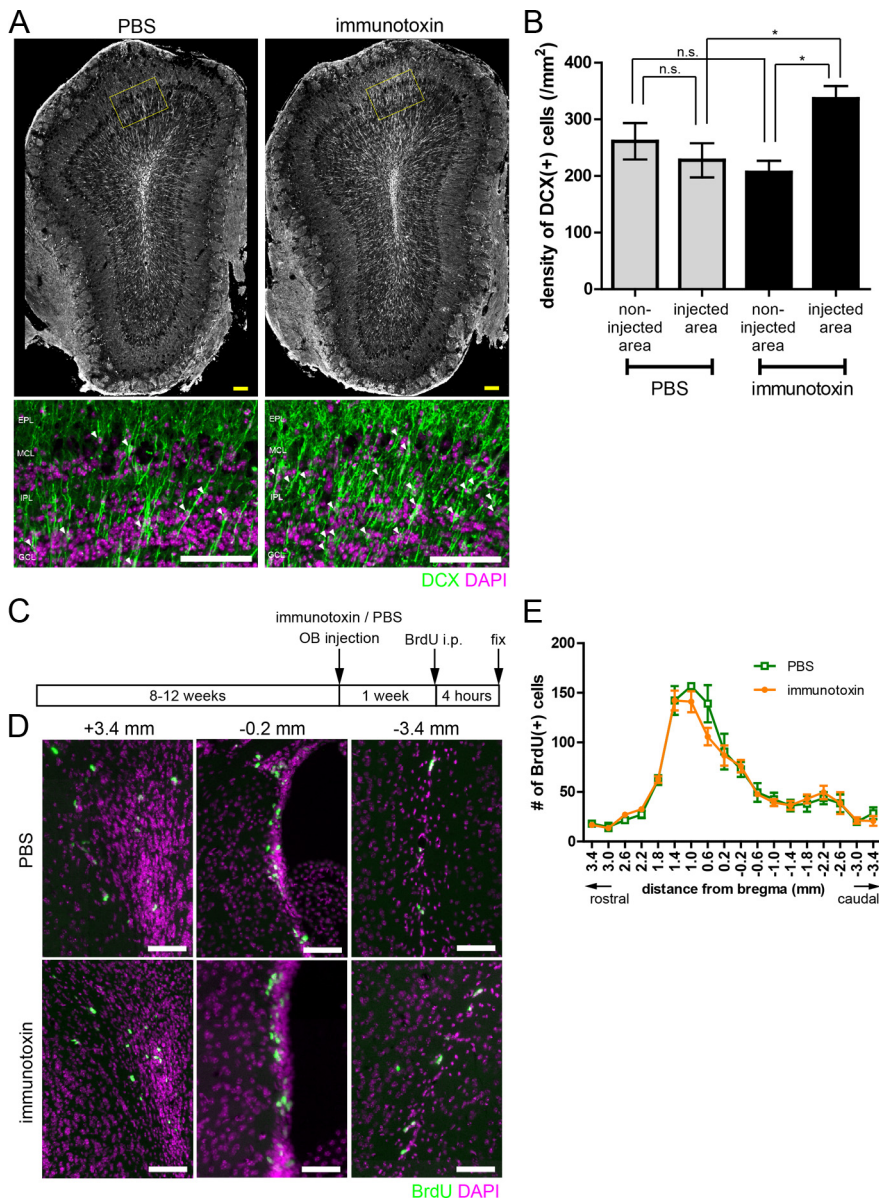 A
PBS
immunotoxin
EPL
MCL
IPL
GCL
EPL
MCL
IPL
GCL
DCX DAPI
B
density of DCX(+) cells (/mm²)
400
300
200
100
0
n.s.
n.s.
*
*
non-injected area
injected area
non-injected area
injected area
PBS
immunotoxin
C
immunotoxin / PBS
OB injection
BrdU i.p.
fix
8-12 weeks
1 week
4 hours
D
+3.4 mm
-0.2 mm
-3.4 mm
PBS
immunotoxin
BrdU DAPI
E
# of BrdU(+) cells
200
150
100
50
0
PBS
immunotoxin
3.4
3.0
2.6
2.2
1.8
1.4
1.0
0.6
0.2
-0.2
-0.6
-1.0
-1.4
-1.8
-2.2
-2.6
-3.0
-3.4
rostral
distance from bregma (mm)
caudal